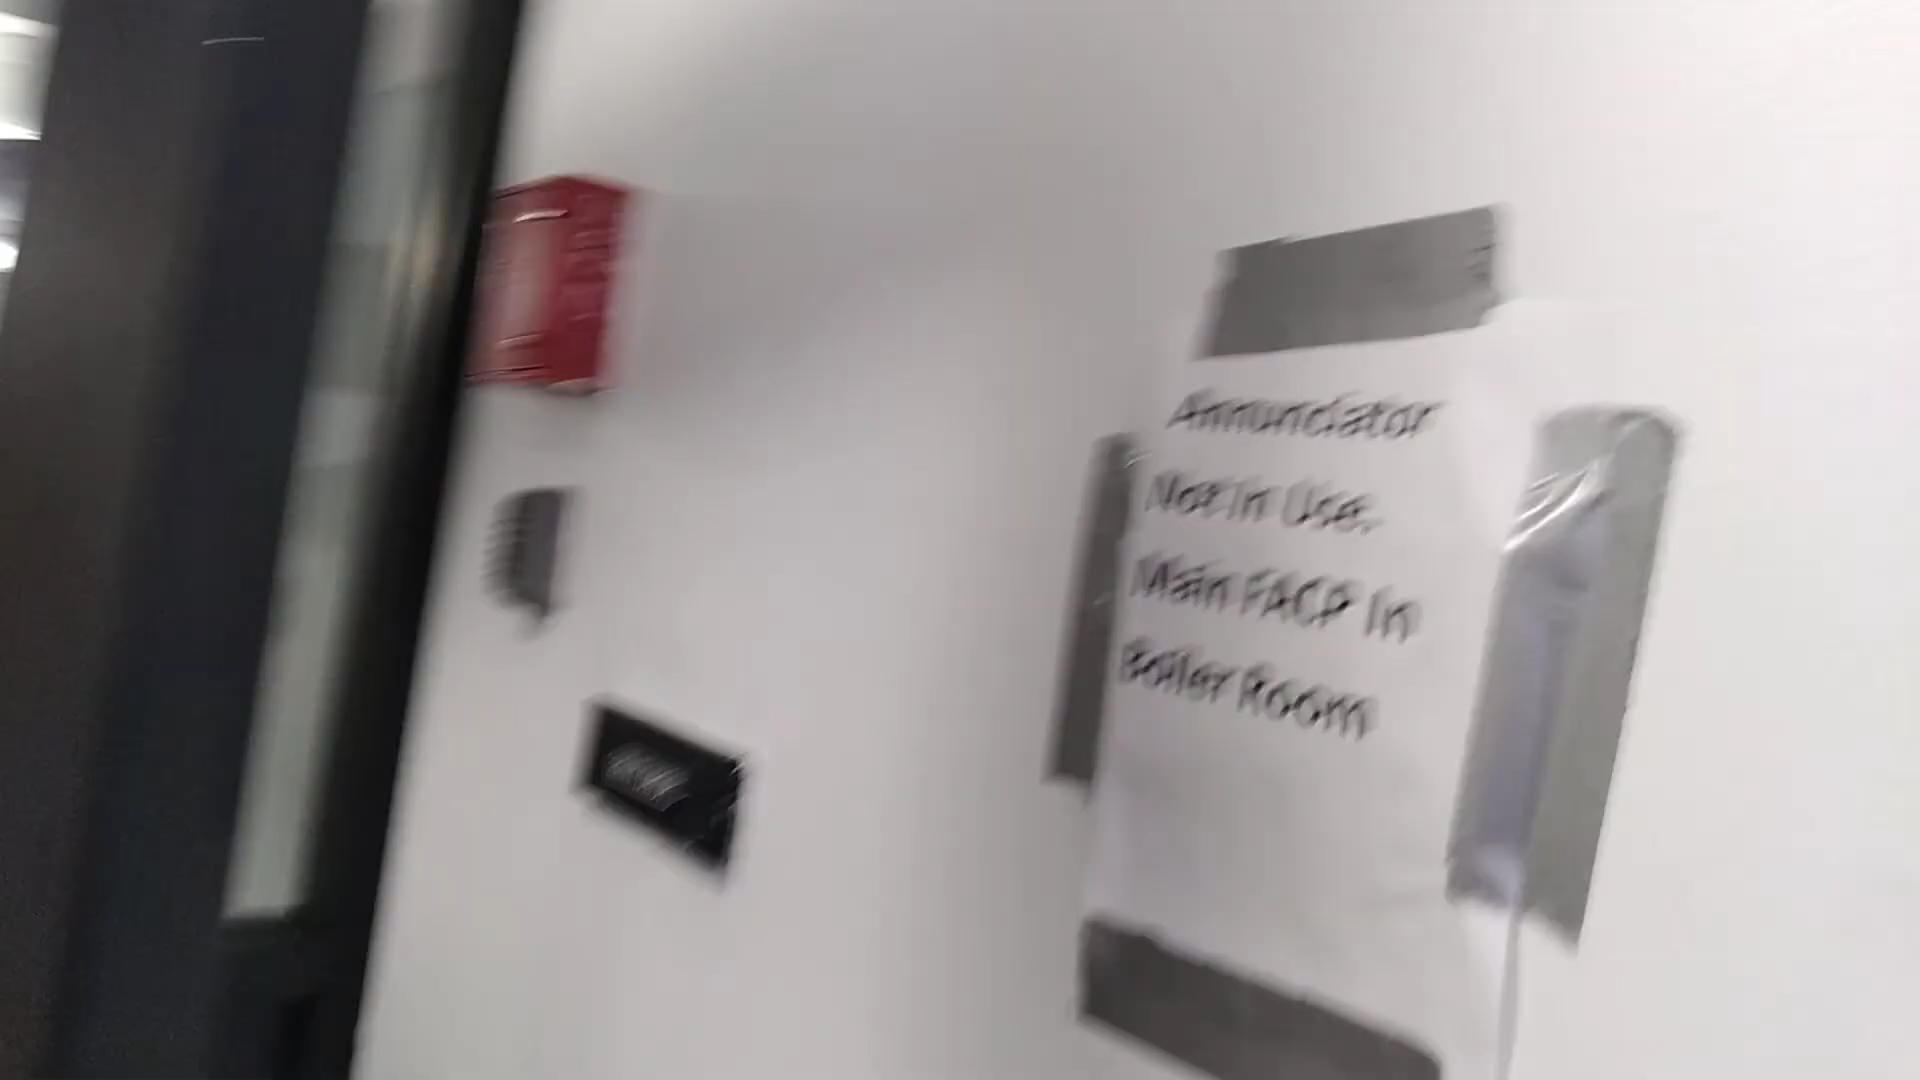 Annunciator
Not In Use.
Main FACP In
Boiler Room